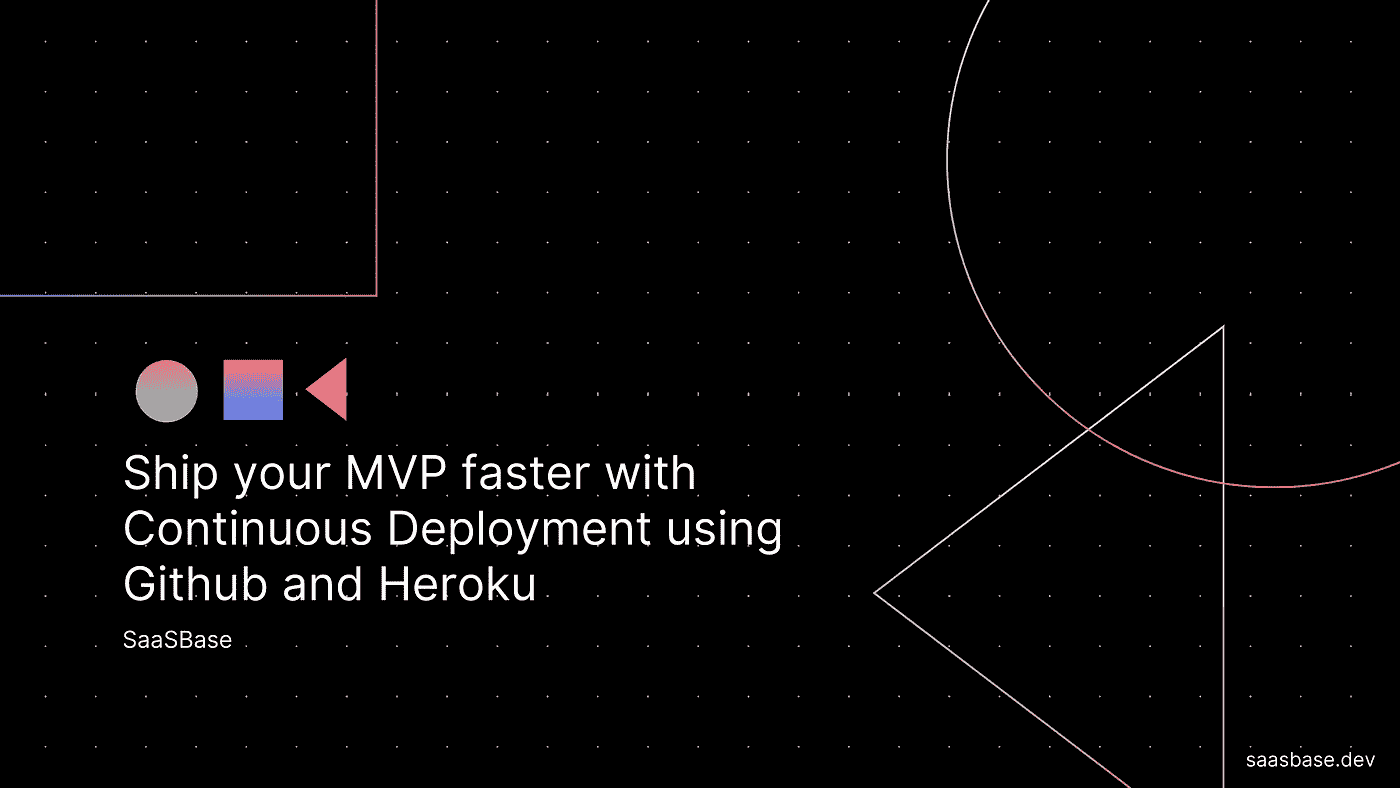 Ship your MVP faster with
Continuous Deployment using
Github and Heroku
SaaSBase
saasbase.dev